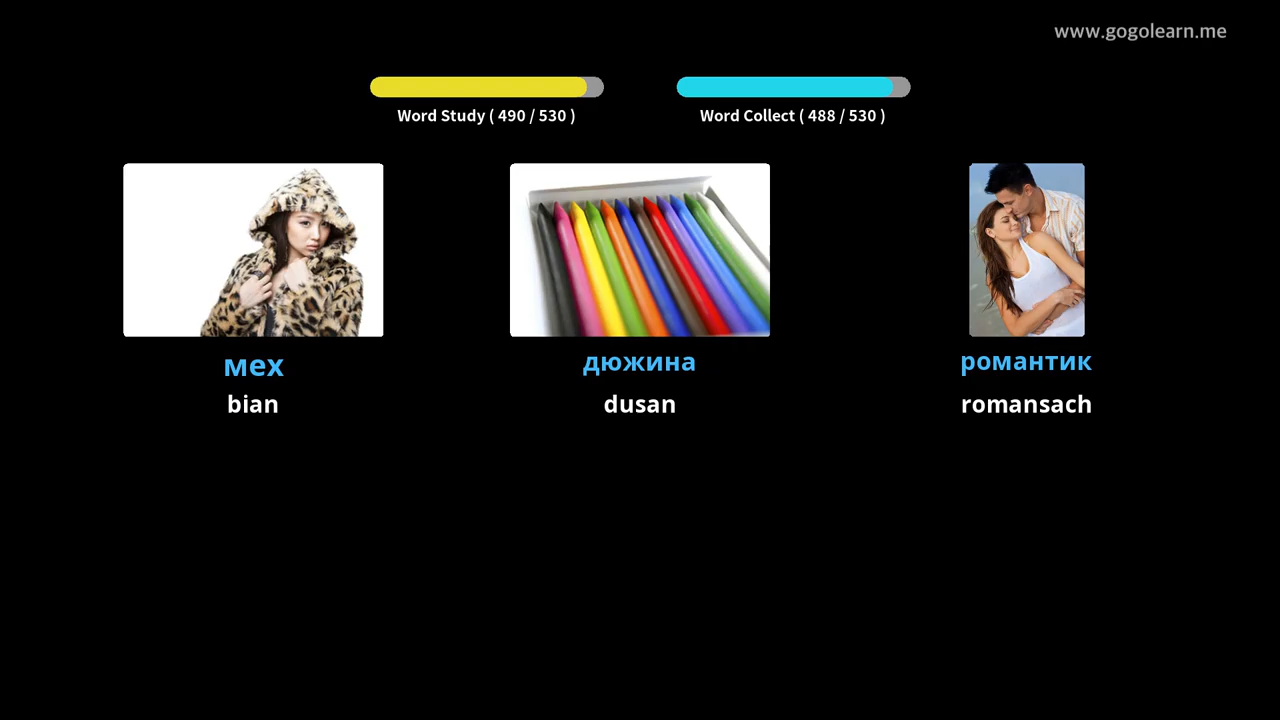 www.gogolearn.me
Word Study ( 490 / 530 )
Word Collect ( 488 / 530 )
мех
дюжина
романтик
bian
dusan
romansach